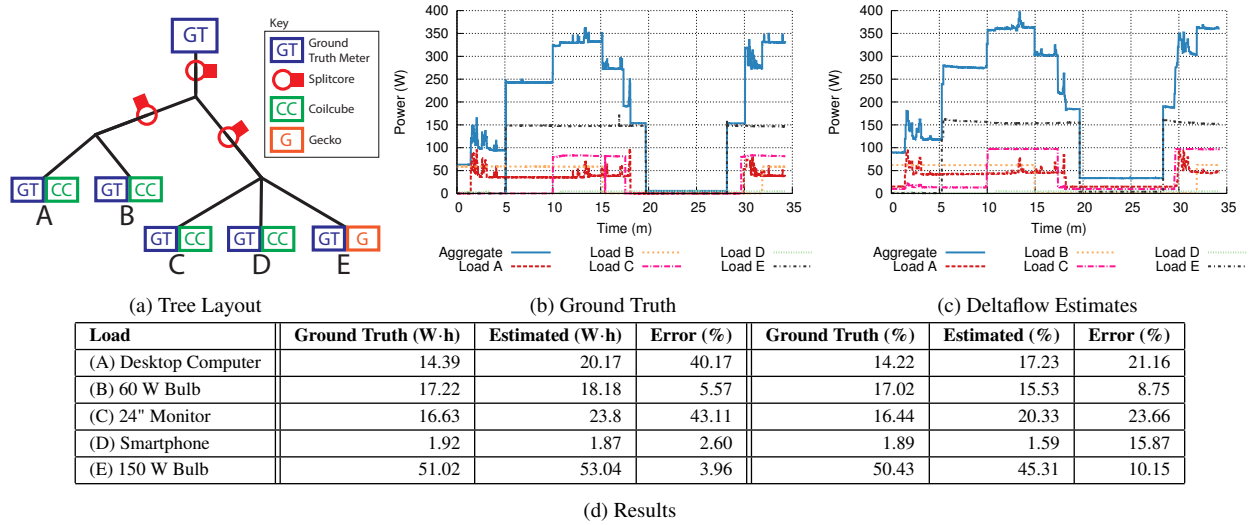 Key
GT
GT Ground Truth Meter
Splitcore
CC Coilcube
G Gecko
GT CC
A
GT CC
B
GT CC
C
GT CC
D
GT G
E
(a) Tree Layout
400
350
300
250
200
150
100
50
0
Power (W)
0 5 10 15 20 25 30 35
Time (m)
Aggregate Load B Load D
Load A Load C Load E
(b) Ground Truth
400
350
300
250
200
150
100
50
0
Power (W)
0 5 10 15 20 25 30 35
Time (m)
Aggregate Load B Load D
Load A Load C Load E
(c) Deltaflow Estimates
Load Ground Truth (W·h) Estimated (W·h) Error (%) Ground Truth (%) Estimated (%) Error (%)
(A) Desktop Computer 14.39 20.17 40.17 14.22 17.23 21.16
(B) 60 W Bulb 17.22 18.18 5.57 17.02 15.53 8.75
(C) 24" Monitor 16.63 23.8 43.11 16.44 20.33 23.66
(D) Smartphone 1.92 1.87 2.60 1.89 1.59 15.87
(E) 150 W Bulb 51.02 53.04 3.96 50.43 45.31 10.15
(d) Results